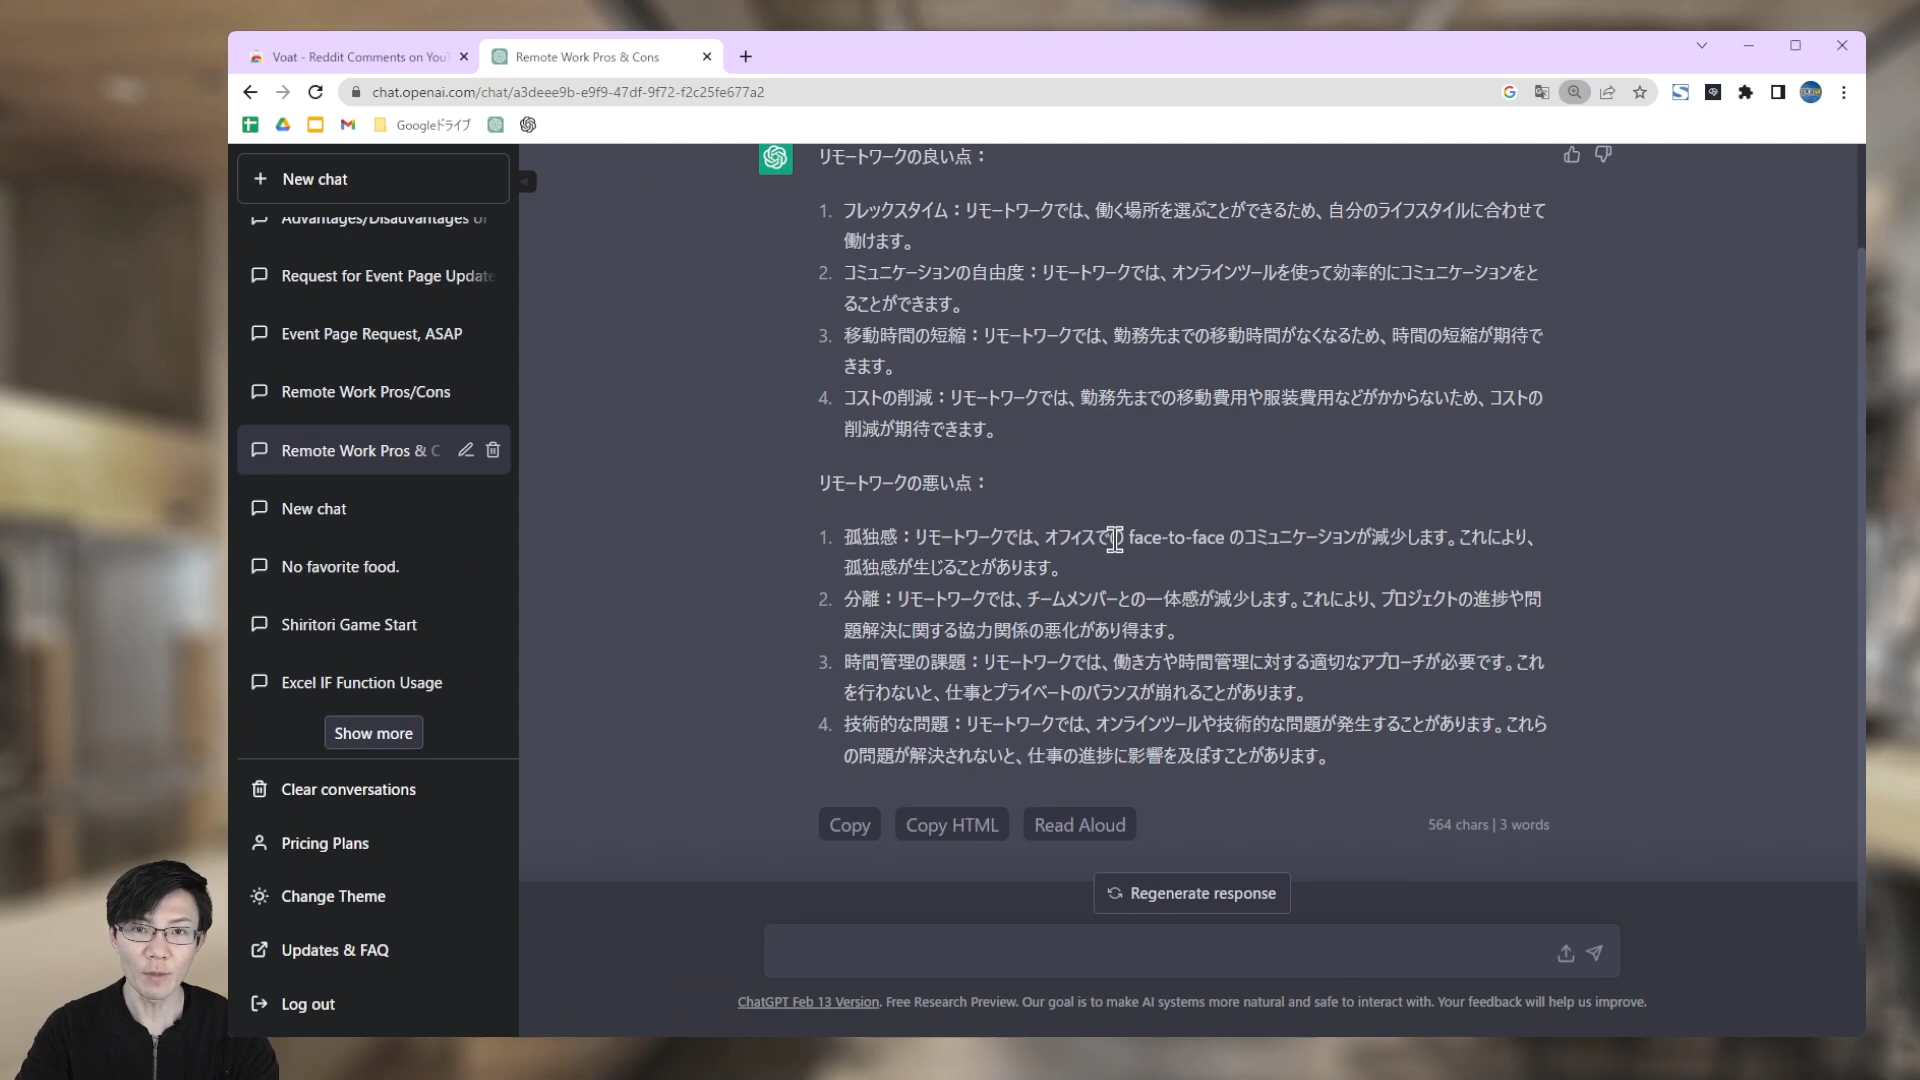 Voat - Reddit Comments on You
Remote Work Pros & Cons
chat.openai.com/chat/a3deee9b-e9f9-47df-9f72-f2c25fe677a2
Googleドライブ
New chat
Advantages/Disadvantages of
Request for Event Page Update
Event Page Request, ASAP
Remote Work Pros/Cons
Remote Work Pros & C
New chat
No favorite food.
Shiritori Game Start
Excel IF Function Usage
Show more
Clear conversations
Pricing Plans
Change Theme
Updates & FAQ
Log out
リモートワークの良い点：
1. フレックスタイム：リモートワークでは、働く場所を選ぶことができるため、自分のライフスタイルに合わせて
働けます。
2. コミュニケーションの自由度：リモートワークでは、オンラインツールを使って効率的にコミュニケーションをと
ることができます。
3. 移動時間の短縮：リモートワークでは、勤務先までの移動時間がなくなるため、時間の短縮が期待で
きます。
4. コストの削減：リモートワークでは、勤務先までの移動費用や服装費用などがかからないため、コストの
削減が期待できます。
リモートワークの悪い点：
1. 孤独感：リモートワークでは、オフィスでの face-to-face のコミュニケーションが減少します。これにより、
孤独感が生じることがあります。
2. 分離：リモートワークでは、チームメンバーとの一体感が減少します。これにより、プロジェクトの進捗や問
題解決に関する協力関係の悪化があり得ます。
3. 時間管理の課題：リモートワークでは、働き方や時間管理に対する適切なアプローチが必要です。これ
を行わないと、仕事とプライベートのバランスが崩れることがあります。
4. 技術的な問題：リモートワークでは、オンラインツールや技術的な問題が発生することがあります。これら
の問題が解決されないと、仕事の進捗に影響を及ぼすことがあります。
Copy
Copy HTML
Read Aloud
564 chars | 3 words
Regenerate response
ChatGPT Feb 13 Version. Free Research Preview. Our goal is to make AI systems more natural and safe to interact with. Your feedback will help us improve.